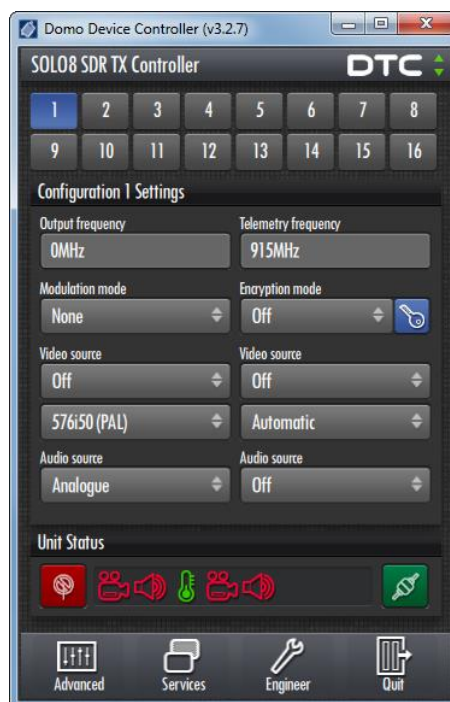 Domo Device Controller (v3.2.7)
SOLO8 SDR TX Controller
DTC
1 2 3 4 5 6 7 8
9 10 11 12 13 14 15 16
Configuration 1 Settings
Output frequency Telemetry frequency
0MHz 915MHz
Modulation mode Encryption mode
None Off
Video source Video source
Off Off
576i50 (PAL) Automatic
Audio source Audio source
Analogue Off
Unit Status
Advanced Services Engineer Quit